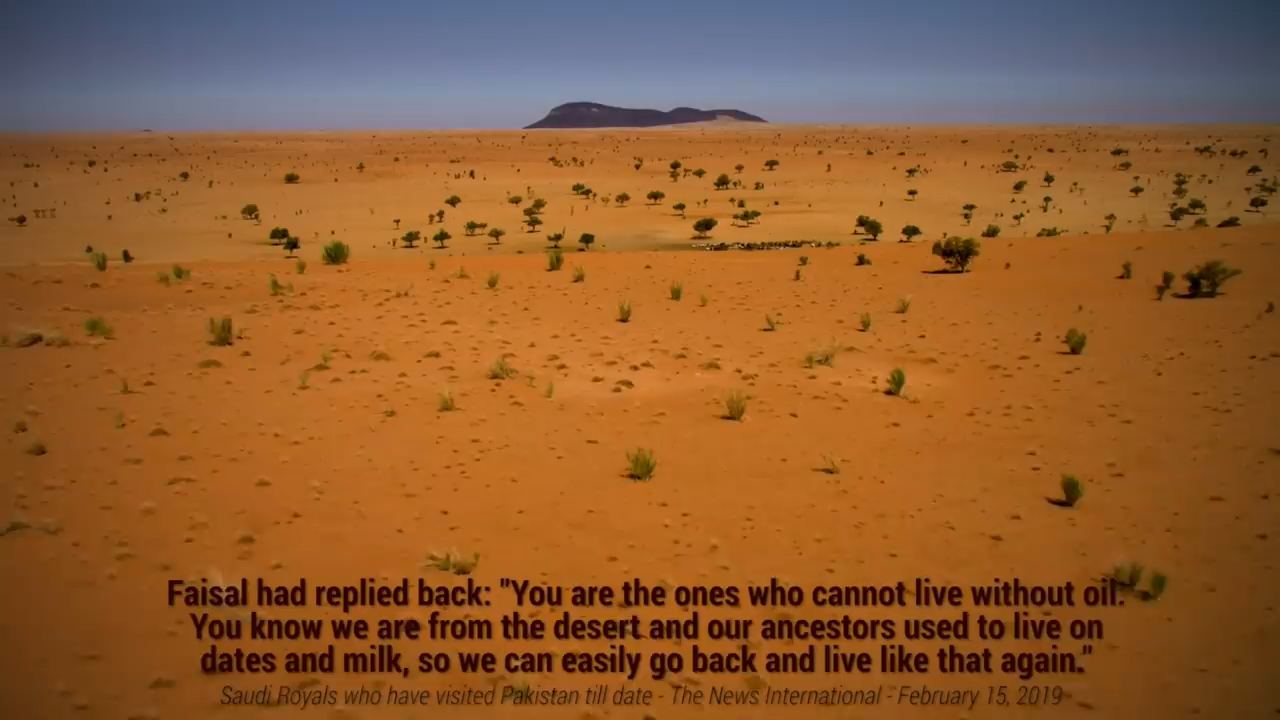 Faisal had replied back: "You are the ones who cannot live without oil.
You know we are from the desert and our ancestors used to live on
dates and milk, so we can easily go back and live like that again."
Saudi Royals who have visited Pakistan till date - The News International - February 15, 2019